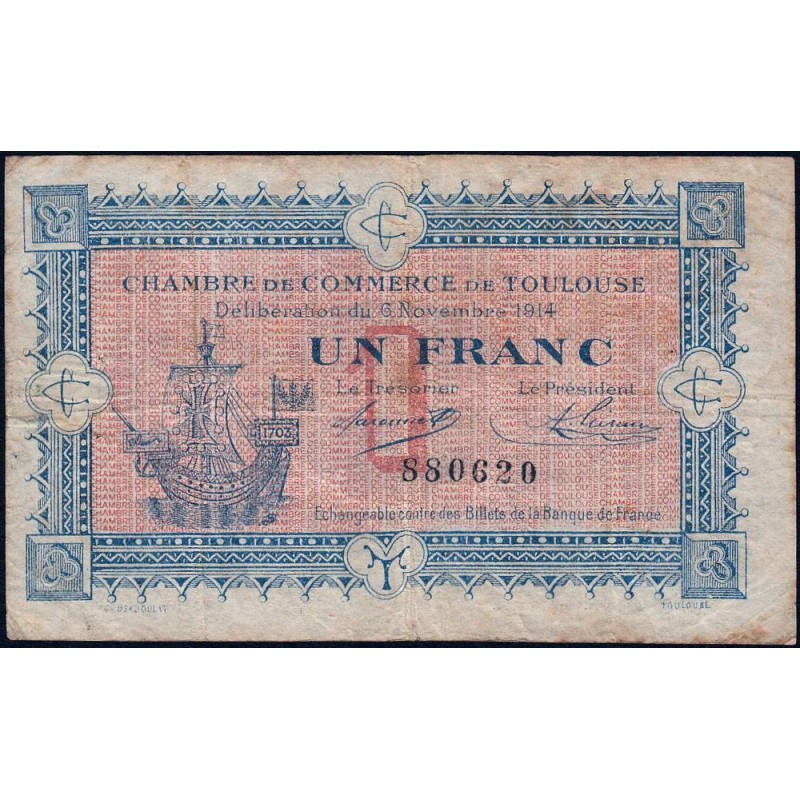 CHAMBRE DE COMMERCE DE TOULOUSE
Délibération du 6 Novembre 1914
UN FRANC
Le Trésorier Le Président
1703
880620
Echangeable contre des Billets de la Banque de France
TOULOUSE